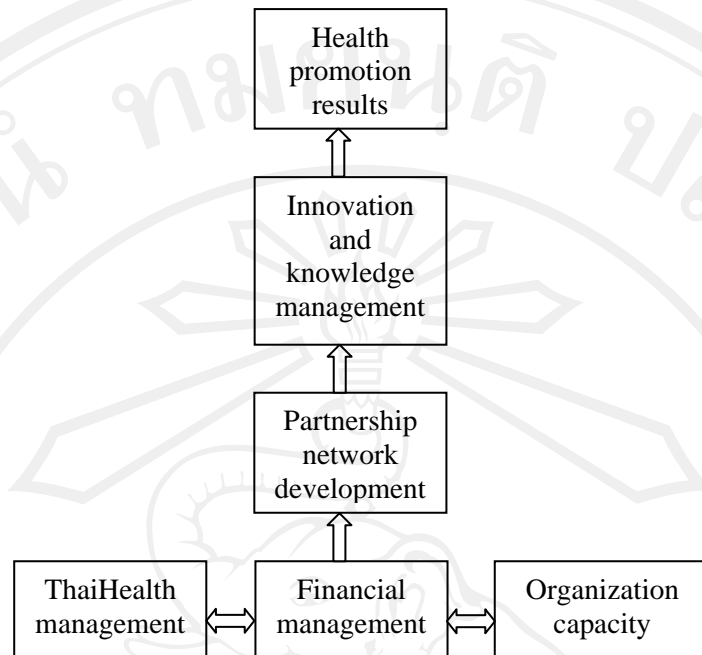 Health
promotion
results
Innovation
and
knowledge
management
Partnership
network
development
ThaiHealth
management
Financial
management
Organization
capacity